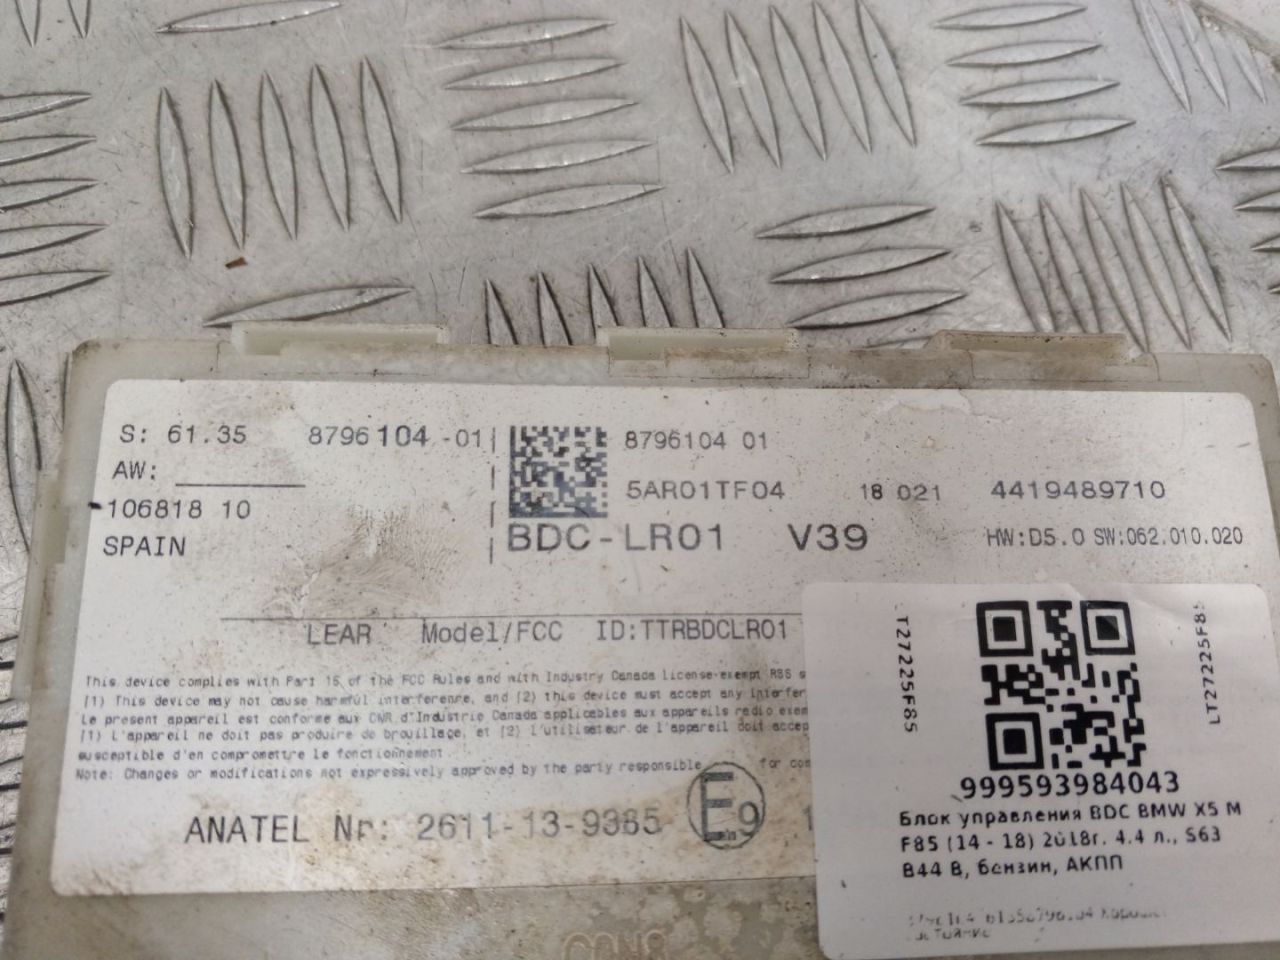 S: 61.35 8796104 -01
AW:
106818 10
SPAIN
8796104 01
5AR01TF04 18 021 4419489710
BDC-LR01 V39 HW:D5.0 SW:062.010.020
LEAR Model/FCC ID:TTRBDCLR01
This device complies with Part 15 of the FCC Rules and with Industry Canada license-exempt RSS
(1) This device may not cause harmful interference, and (2) this device must accept any
Le present appareil est conforme aux CNR d'Industrie Canada applicables aux appareils radio
(1) L'appareil ne doit pas produire de brouillage, et (2) l'utilisateur de l'appareil doit
susceptible d'en compromettre le fonctionnement.
Note: Changes or modifications not expressively approved by the party responsible for
ANATEL Nr: 2611-13-9385 E9
T27225F85
LT27225F85
999593984043
Блок управления BDC BMW X5 M
F85 (14 - 18) 2018г. 4.4 л., S63
B44 B, бензин, АКПП